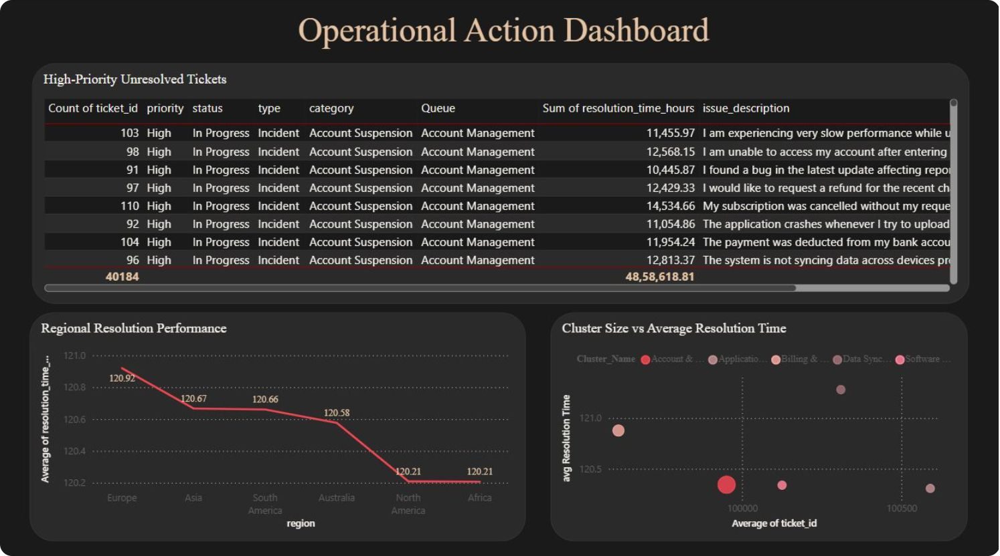 Operational Action Dashboard
High-Priority Unresolved Tickets
Count of ticket_id priority status type category Queue Sum of resolution_time_hours issue_description
103 High In Progress Incident Account Suspension Account Management 11,455.97 I am experiencing very slow performance while u
98 High In Progress Incident Account Suspension Account Management 12,568.15 I am unable to access my account after entering
91 High In Progress Incident Account Suspension Account Management 10,445.87 I found a bug in the latest update affecting repo
97 High In Progress Incident Account Suspension Account Management 12,429.33 I would like to request a refund for the recent ch
110 High In Progress Incident Account Suspension Account Management 14,534.66 My subscription was cancelled without my reque
92 High In Progress Incident Account Suspension Account Management 11,054.86 The application crashes whenever I try to upload
104 High In Progress Incident Account Suspension Account Management 11,954.24 The payment was deducted from my bank accou
96 High In Progress Incident Account Suspension Account Management 12,813.37 The system is not syncing data across devices pr
40184 48,58,618.81
Regional Resolution Performance
Average of resolution_time_...
121.0
120.8
120.6
120.4
120.2
120.92
120.67
120.66
120.58
120.21
120.21
Europe Asia South America Australia North America Africa
region
Cluster Size vs Average Resolution Time
Cluster_Name Account & ... Applicatio... Billing & ... Data Sync... Software ...
avg Resolution Time
121.0
120.5
100000 100500
Average of ticket_id